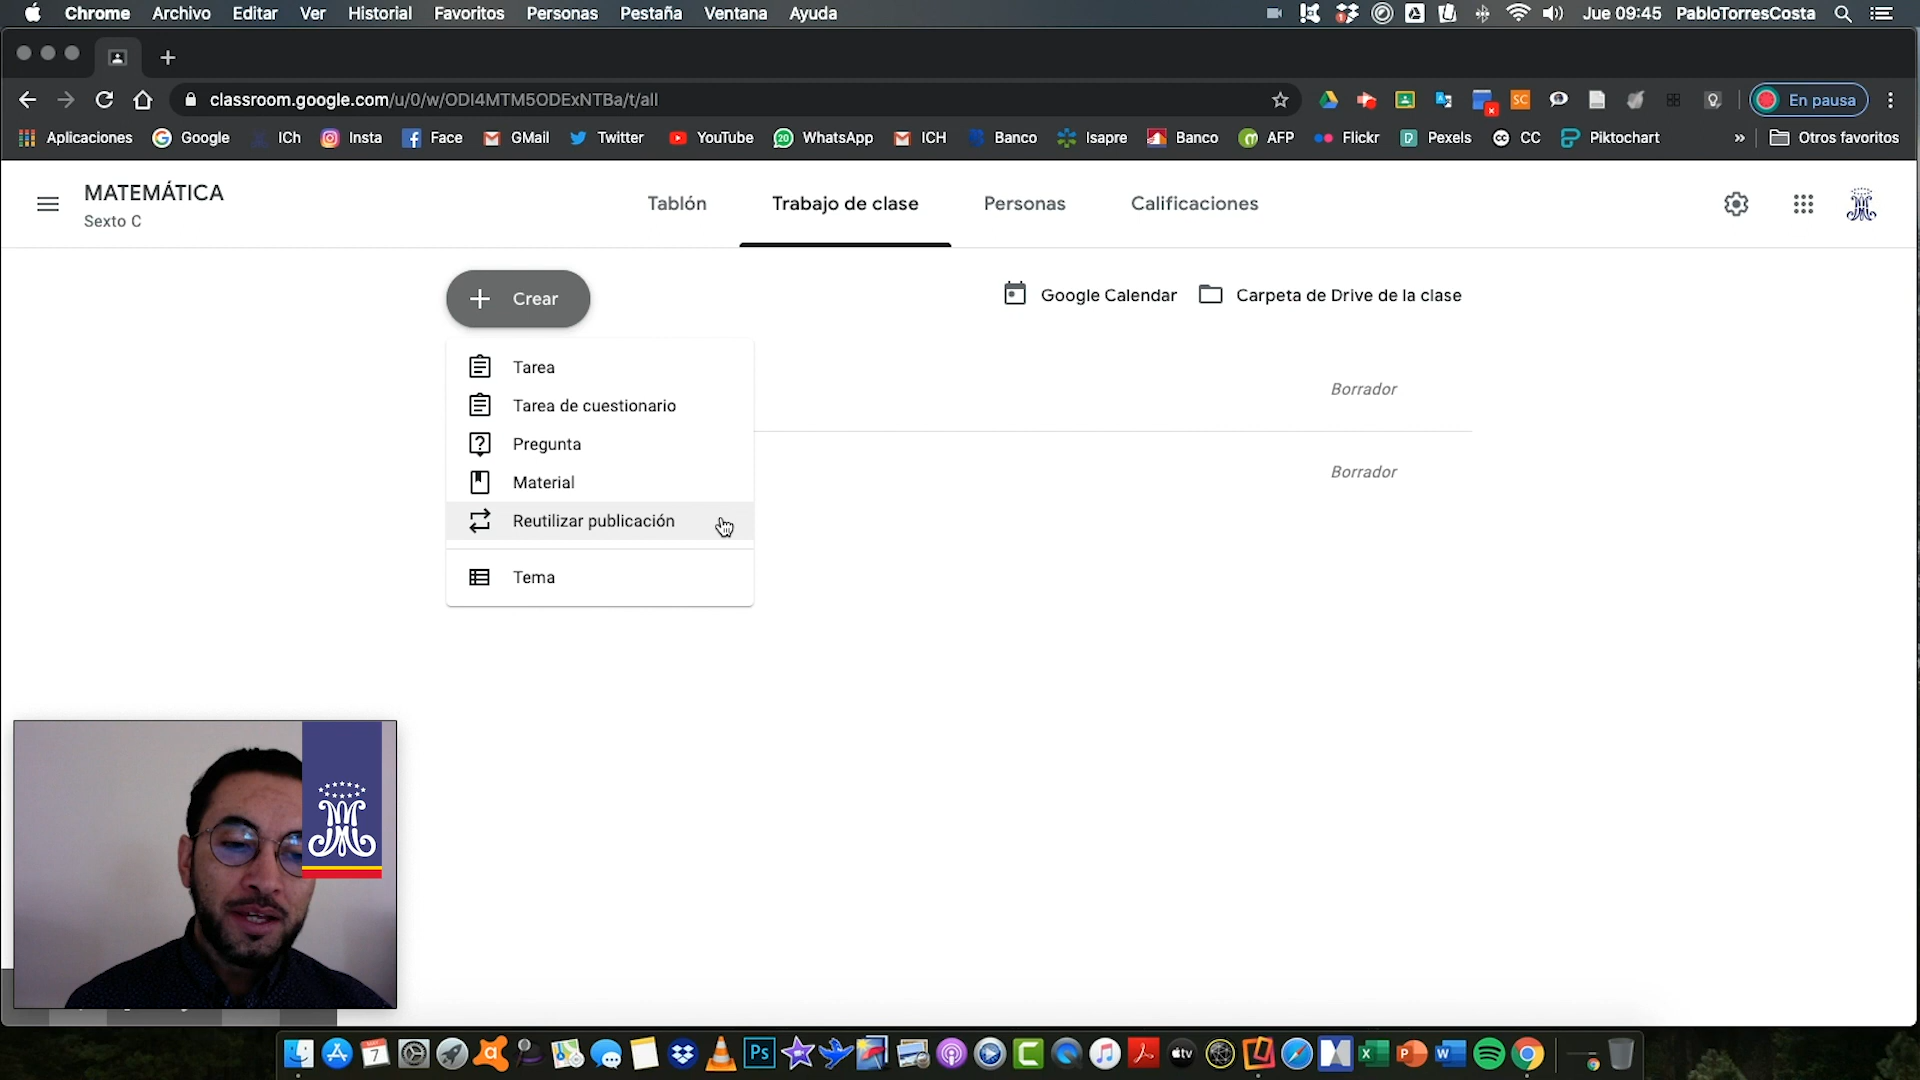 Chrome Archivo Editar Ver Historial Favoritos Personas Pestaña Ventana Ayuda Jue 09:45 PabloTorresCosta
classroom.google.com/u/0/w/ODI4MTM5ODExNTBa/t/all En pausa
Aplicaciones Google ICh Insta Face GMail Twitter YouTube WhatsApp ICH Banco Isapre Banco AFP Flickr Pexels CC Piktochart » Otros favoritos
MATEMÁTICA
Sexto C
Tablón Trabajo de clase Personas Calificaciones
Crear
Google Calendar Carpeta de Drive de la clase
Tarea
Borrador
Tarea de cuestionario
Pregunta
Borrador
Material
Reutilizar publicación
Tema